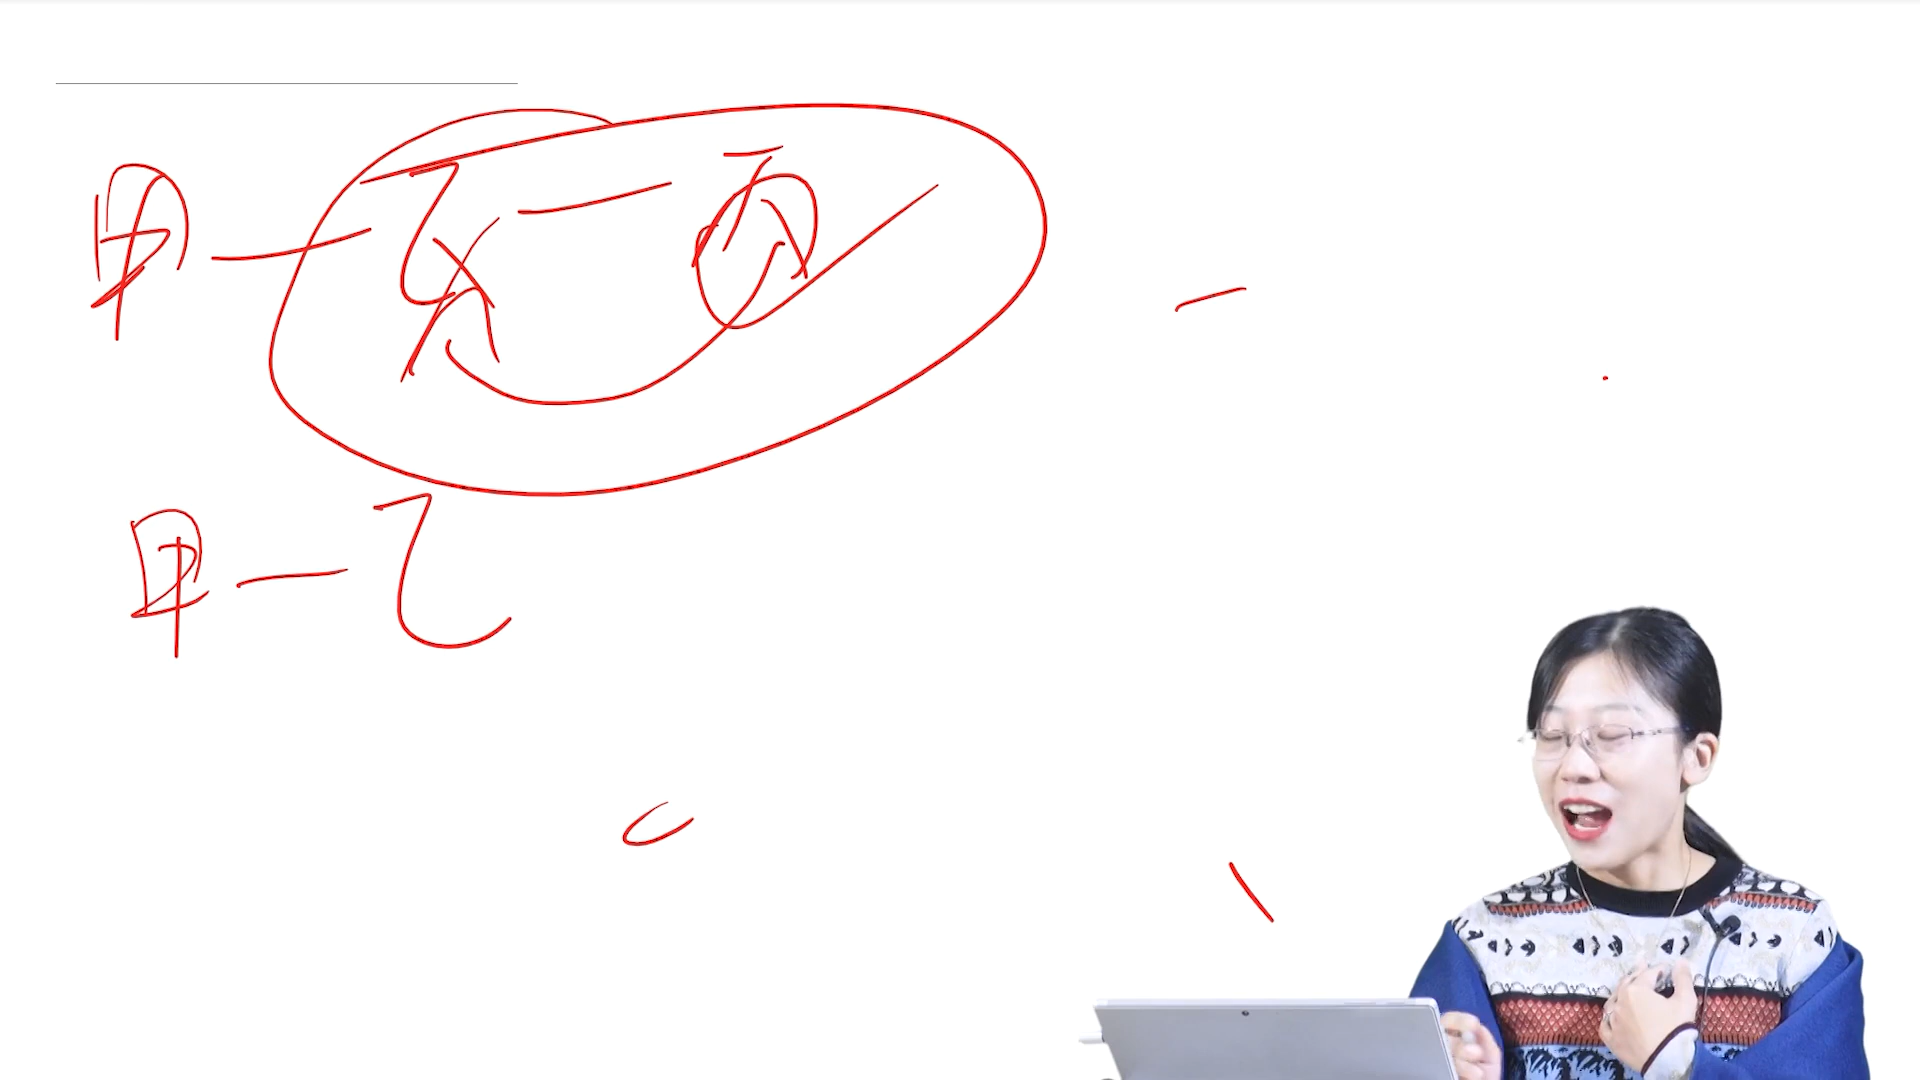 甲 — 乙 — 丙
甲 — 乙